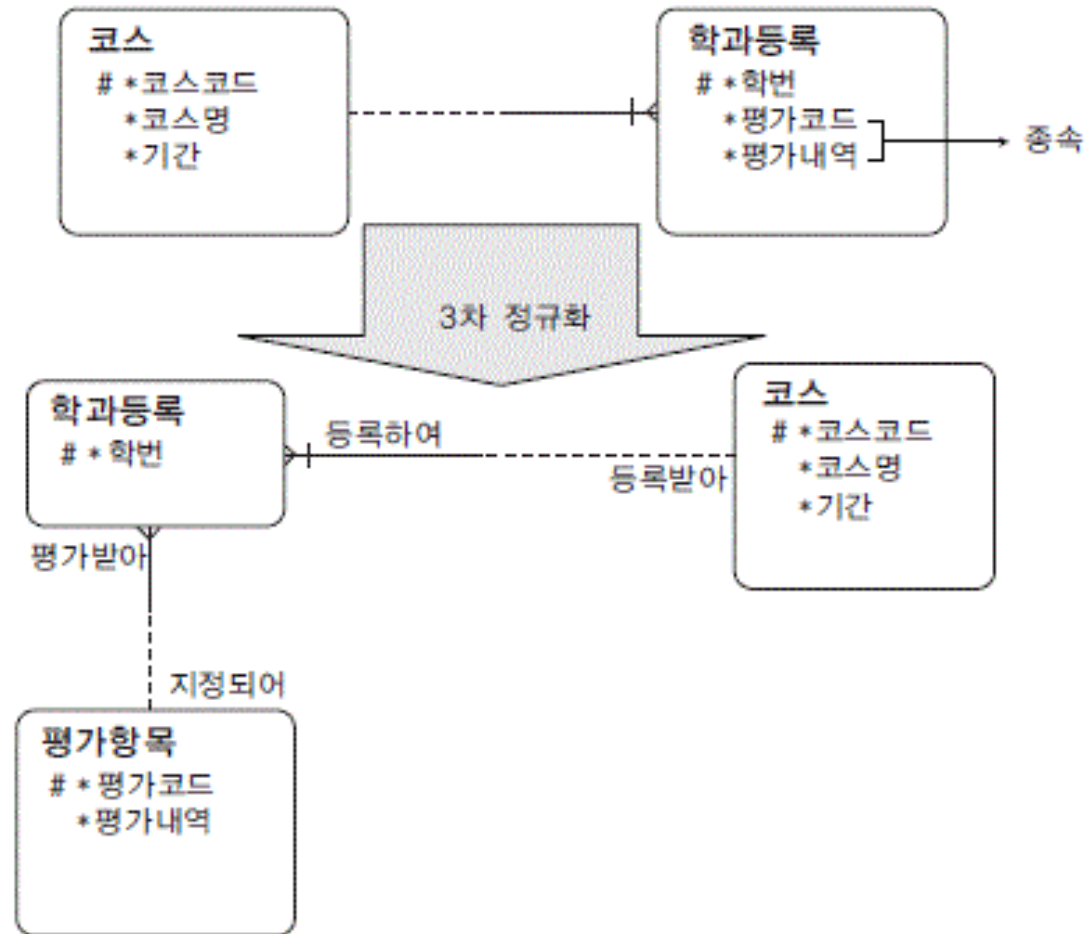 코스
# *코스코드
*코스명
*기간
학과등록
# *학번
*평가코드
*평가내역
종속
3차 정규화
학과등록
# *학번
등록하여
등록받아
코스
# *코스코드
*코스명
*기간
평가받아
지정되어
평가항목
# *평가코드
*평가내역